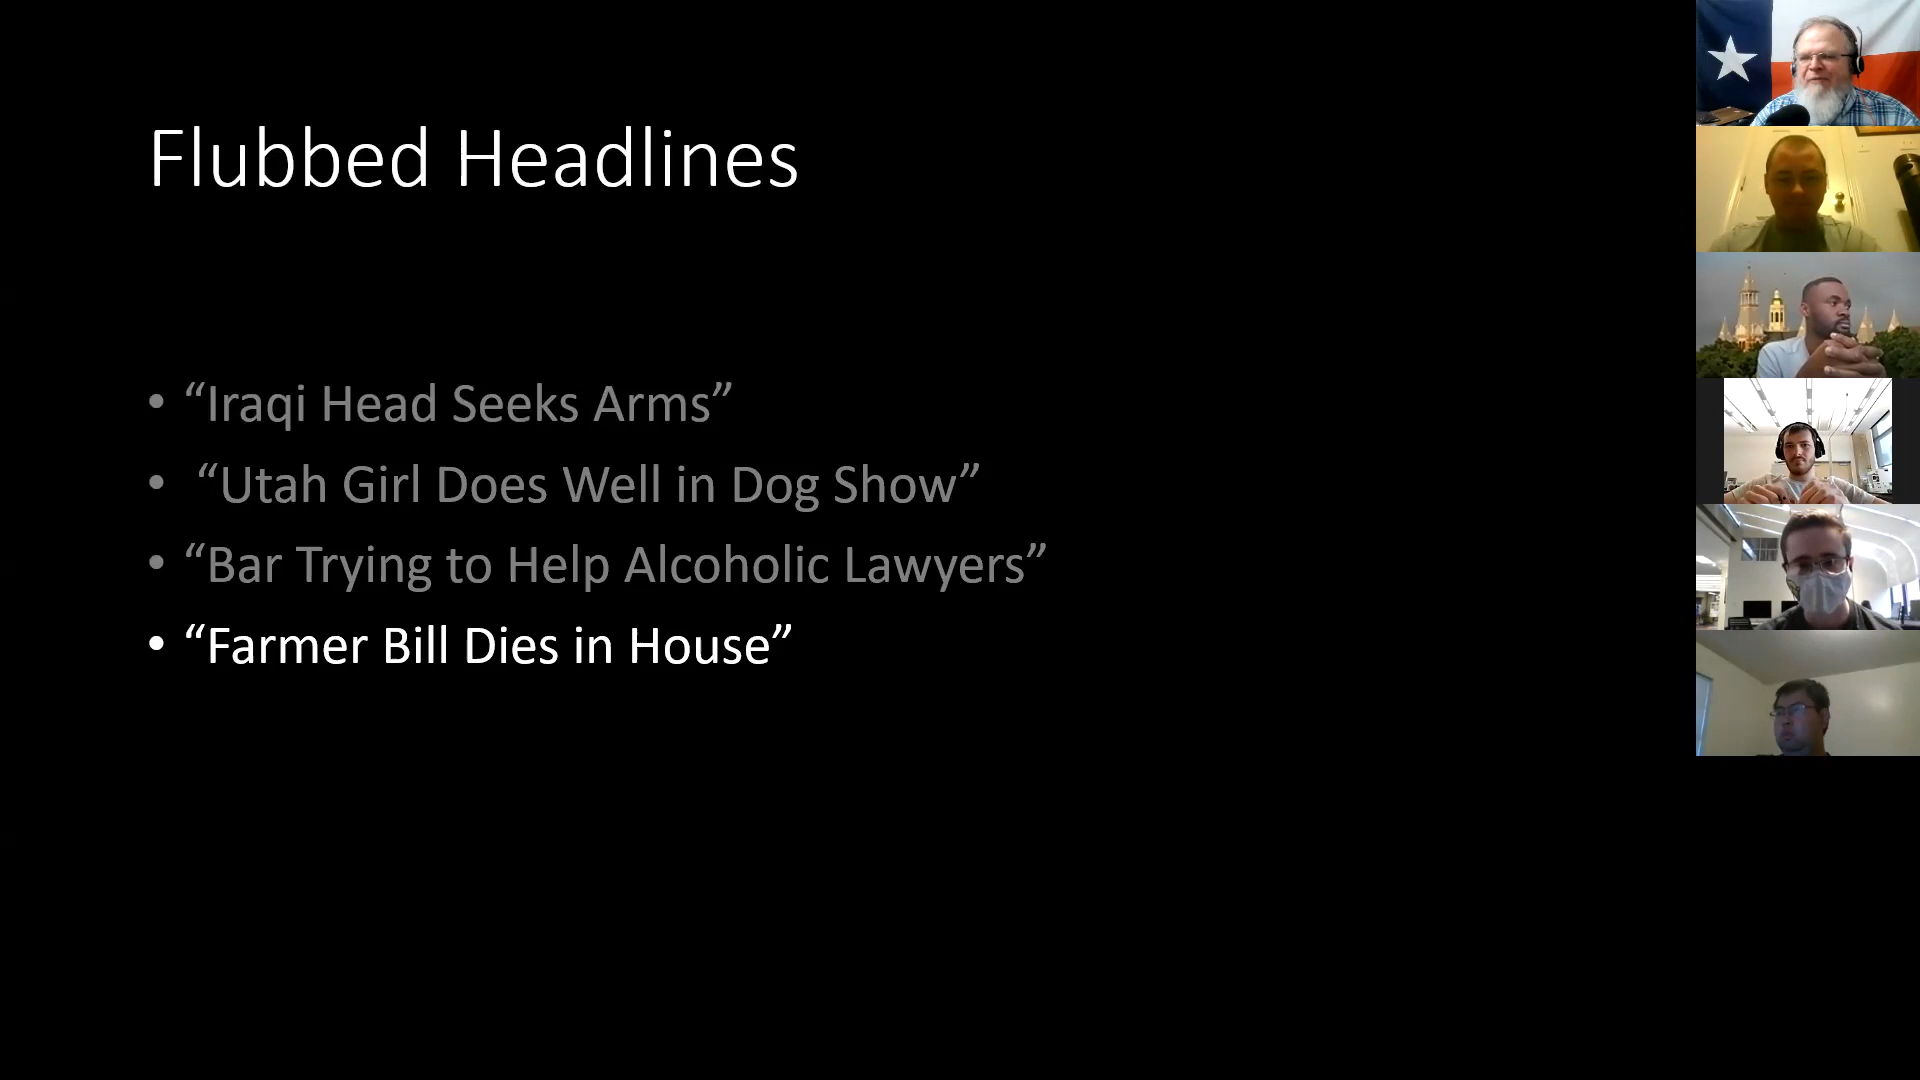 Flubbed Headlines
• “Iraqi Head Seeks Arms”
• “Utah Girl Does Well in Dog Show”
• “Bar Trying to Help Alcoholic Lawyers”
• “Farmer Bill Dies in House”